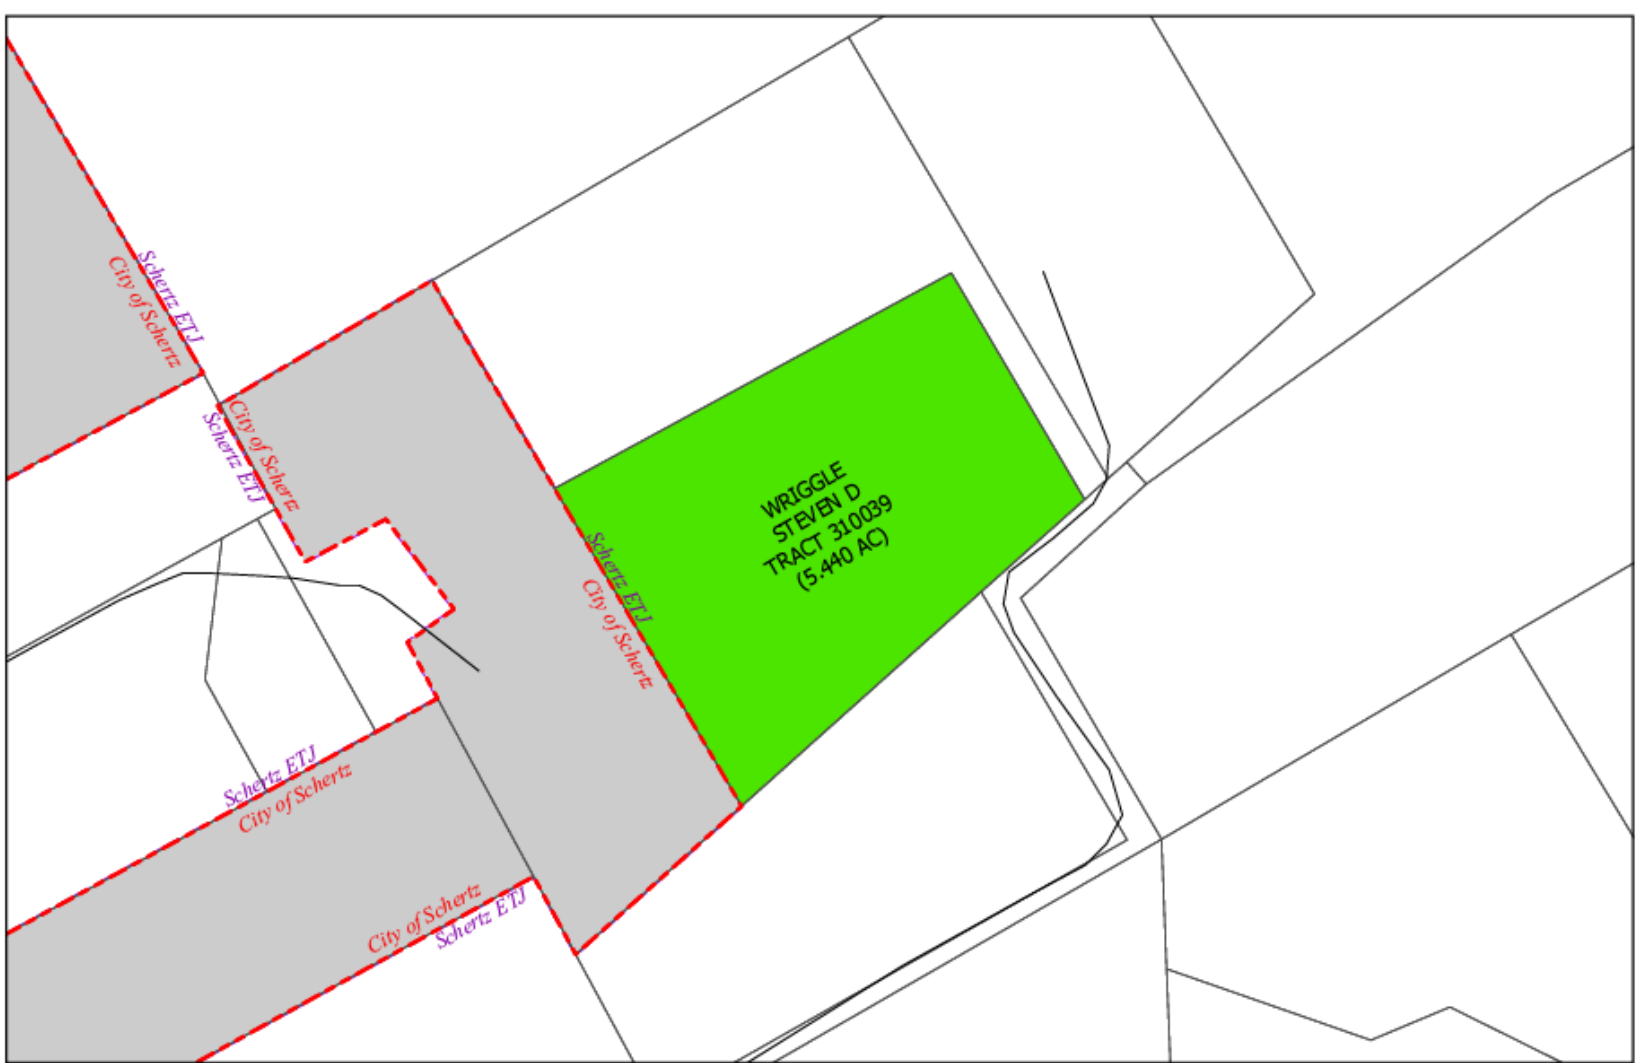 Schertz ETJ
City of Schertz
City of Schertz
Schertz ETJ
WRIGGLE
STEVEN D
TRACT 310039
(5.440 AC)
Schertz ETJ
City of Schertz
Schertz ETJ
City of Schertz
City of Schertz
Schertz ETJ